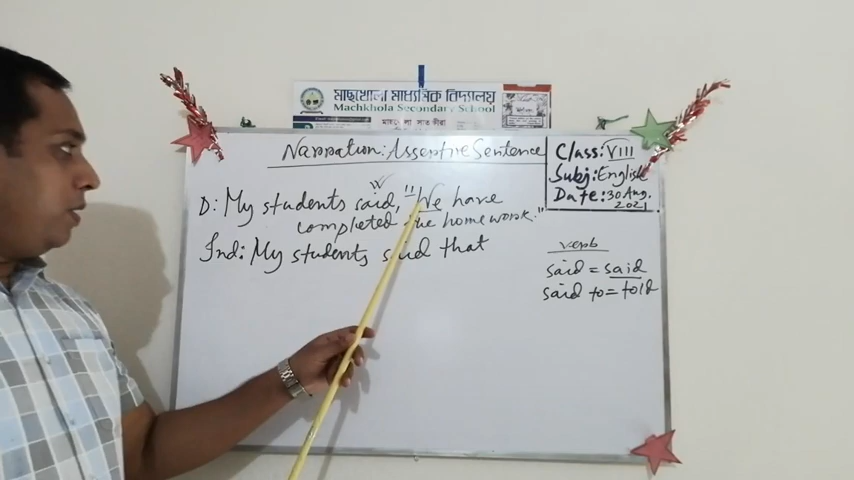 মাছখোলা মাধ্যমিক বিদ্যালয়
Machkhola Secondary School
Narration: Assertive Sentence
Class: VIII
Subj: English
Date: 30 Aug. 2021
D: My students said, "We have
completed the homework."
Ind: My students said that
verb
said = said
said to = told